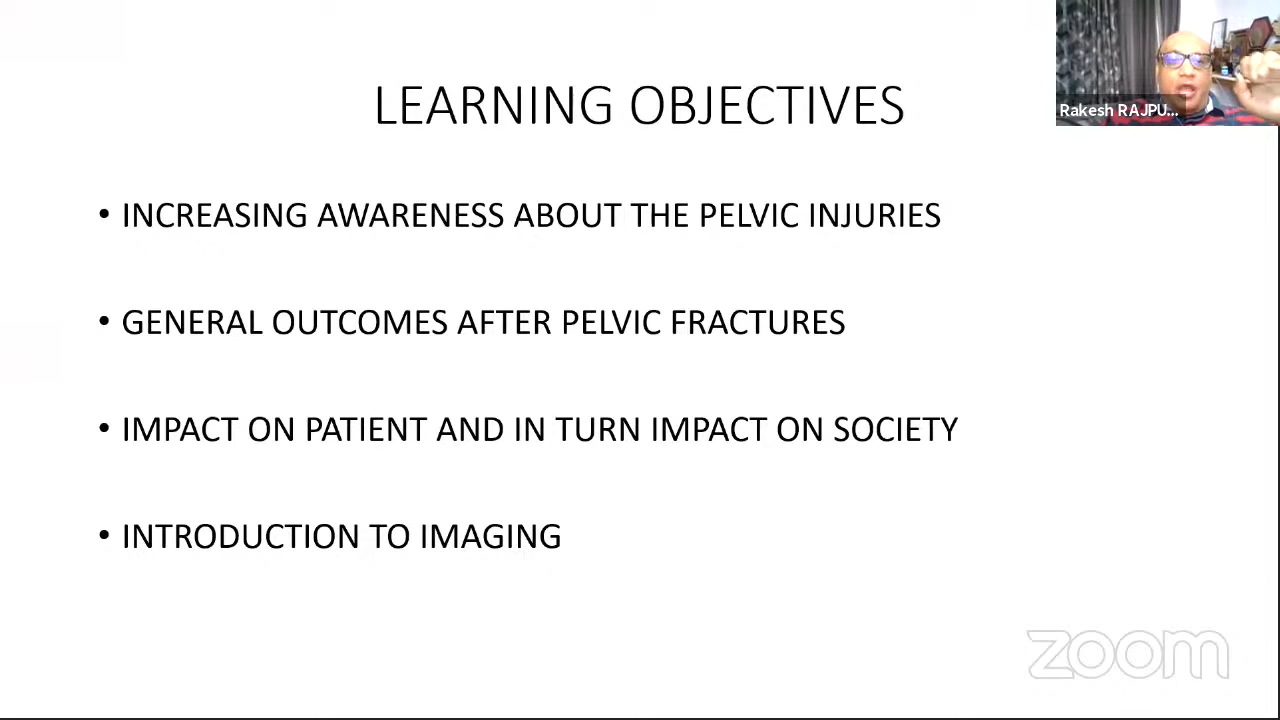 LEARNING OBJECTIVES
Rakesh RAJPU...
• INCREASING AWARENESS ABOUT THE PELVIC INJURIES
• GENERAL OUTCOMES AFTER PELVIC FRACTURES
• IMPACT ON PATIENT AND IN TURN IMPACT ON SOCIETY
• INTRODUCTION TO IMAGING
zoom